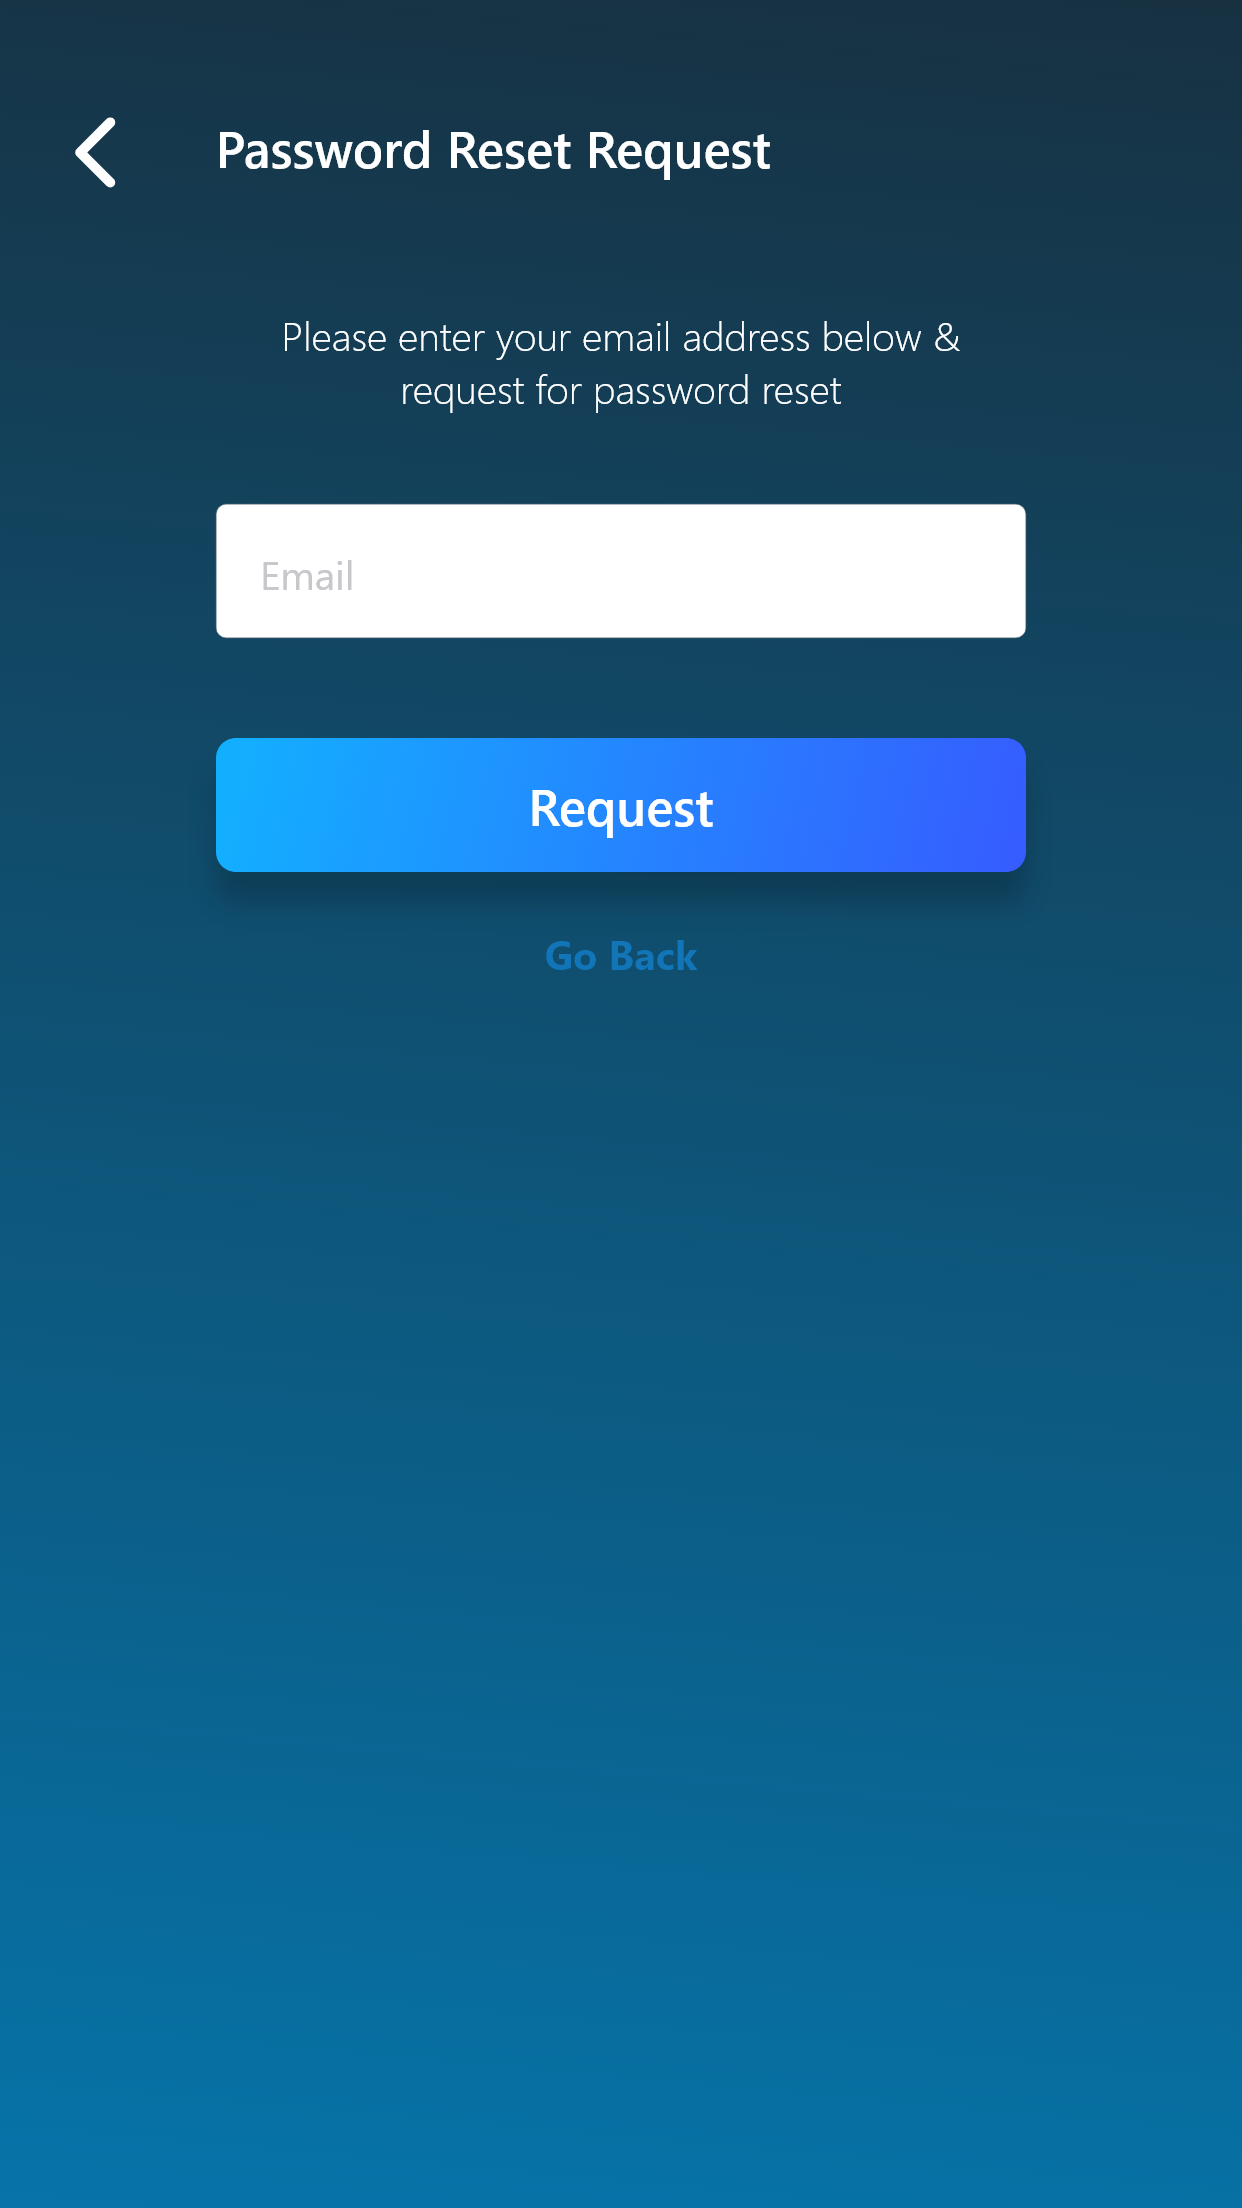 Password Reset Request
Please enter your email address below &
request for password reset
Email
Request
Go Back